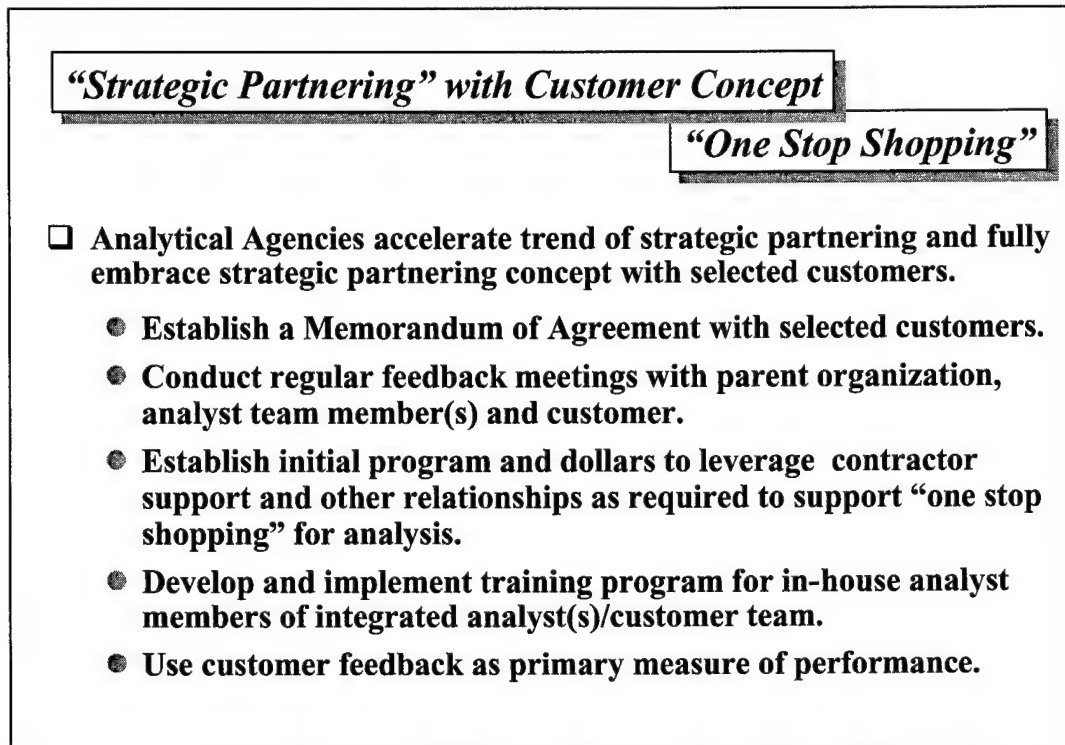 “Strategic Partnering” with Customer Concept
“One Stop Shopping”
❑ Analytical Agencies accelerate trend of strategic partnering and fully
embrace strategic partnering concept with selected customers.
● Establish a Memorandum of Agreement with selected customers.
● Conduct regular feedback meetings with parent organization,
analyst team member(s) and customer.
● Establish initial program and dollars to leverage contractor
support and other relationships as required to support “one stop
shopping” for analysis.
● Develop and implement training program for in-house analyst
members of integrated analyst(s)/customer team.
● Use customer feedback as primary measure of performance.